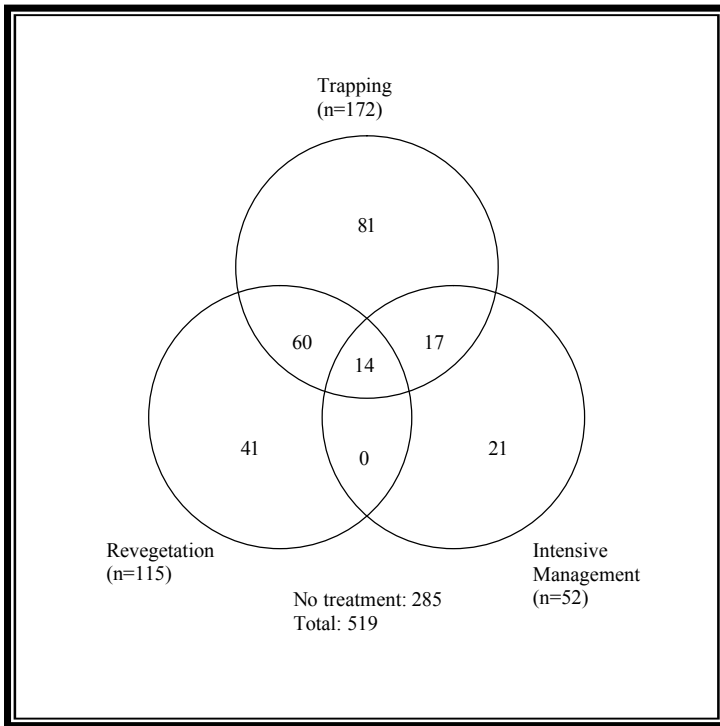 Trapping
(n=172)
81
60
17
14
41
0
21
Revegetation
(n=115)
Intensive
Management
(n=52)
No treatment: 285
Total: 519